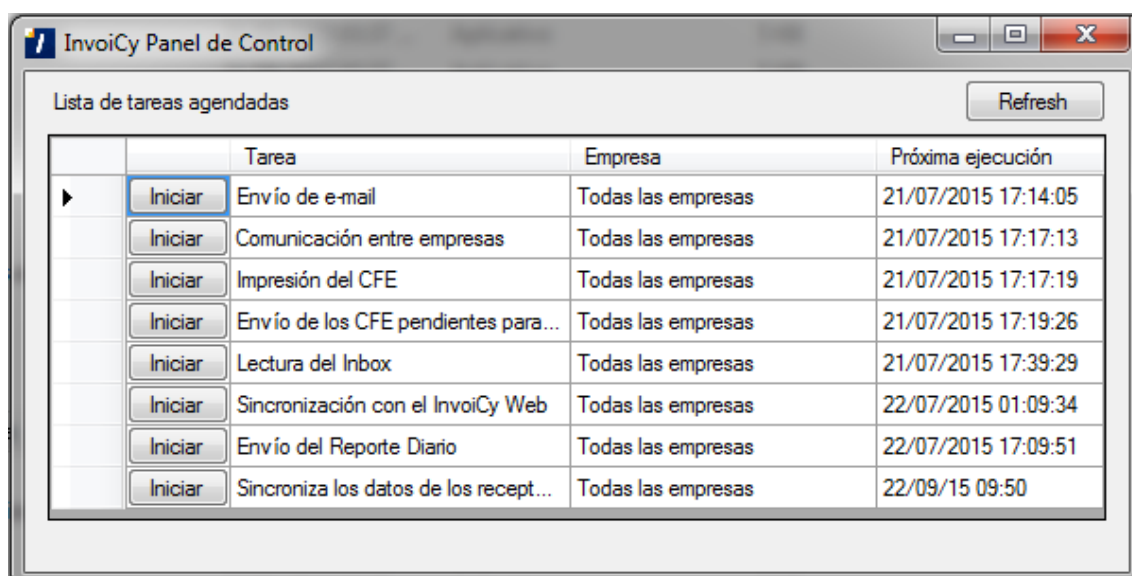 InvoiCy Panel de Control
Lista de tareas agendadas Refresh
Tarea Empresa Próxima ejecución
Iniciar Envío de e-mail Todas las empresas 21/07/2015 17:14:05
Iniciar Comunicación entre empresas Todas las empresas 21/07/2015 17:17:13
Iniciar Impresión del CFE Todas las empresas 21/07/2015 17:17:19
Iniciar Envío de los CFE pendientes para... Todas las empresas 21/07/2015 17:19:26
Iniciar Lectura del Inbox Todas las empresas 21/07/2015 17:39:29
Iniciar Sincronización con el InvoiCy Web Todas las empresas 22/07/2015 01:09:34
Iniciar Envío del Reporte Diario Todas las empresas 22/07/2015 17:09:51
Iniciar Sincroniza los datos de los recept... Todas las empresas 22/09/15 09:50